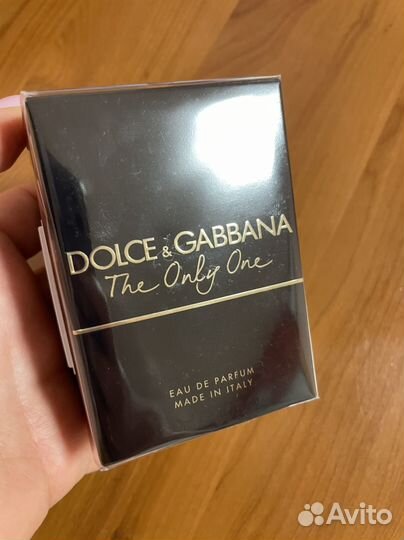 DOLCE & GABBANA
The Only One
EAU DE PARFUM
MADE IN ITALY
Avito